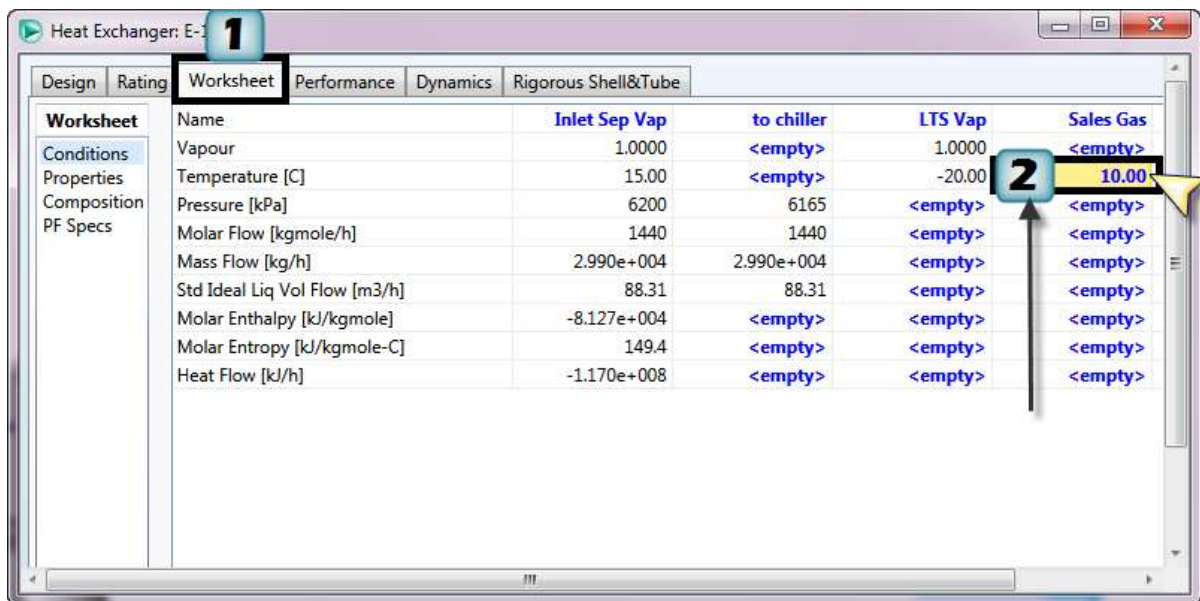 Heat Exchanger: E-1
1
Design Rating Worksheet Performance Dynamics Rigorous Shell&Tube
Worksheet
Conditions
Properties
Composition
PF Specs
Name Inlet Sep Vap to chiller LTS Vap Sales Gas
Vapour 1.0000 <empty> 1.0000 <empty>
Temperature [C] 15.00 <empty> -20.00 2 10.00
Pressure [kPa] 6200 6165 <empty> <empty>
Molar Flow [kgmole/h] 1440 1440 <empty> <empty>
Mass Flow [kg/h] 2.990e+004 2.990e+004 <empty> <empty>
Std Ideal Liq Vol Flow [m3/h] 88.31 88.31 <empty> <empty>
Molar Enthalpy [kJ/kgmole] -8.127e+004 <empty> <empty> <empty>
Molar Entropy [kJ/kgmole-C] 149.4 <empty> <empty> <empty>
Heat Flow [kJ/h] -1.170e+008 <empty> <empty> <empty>